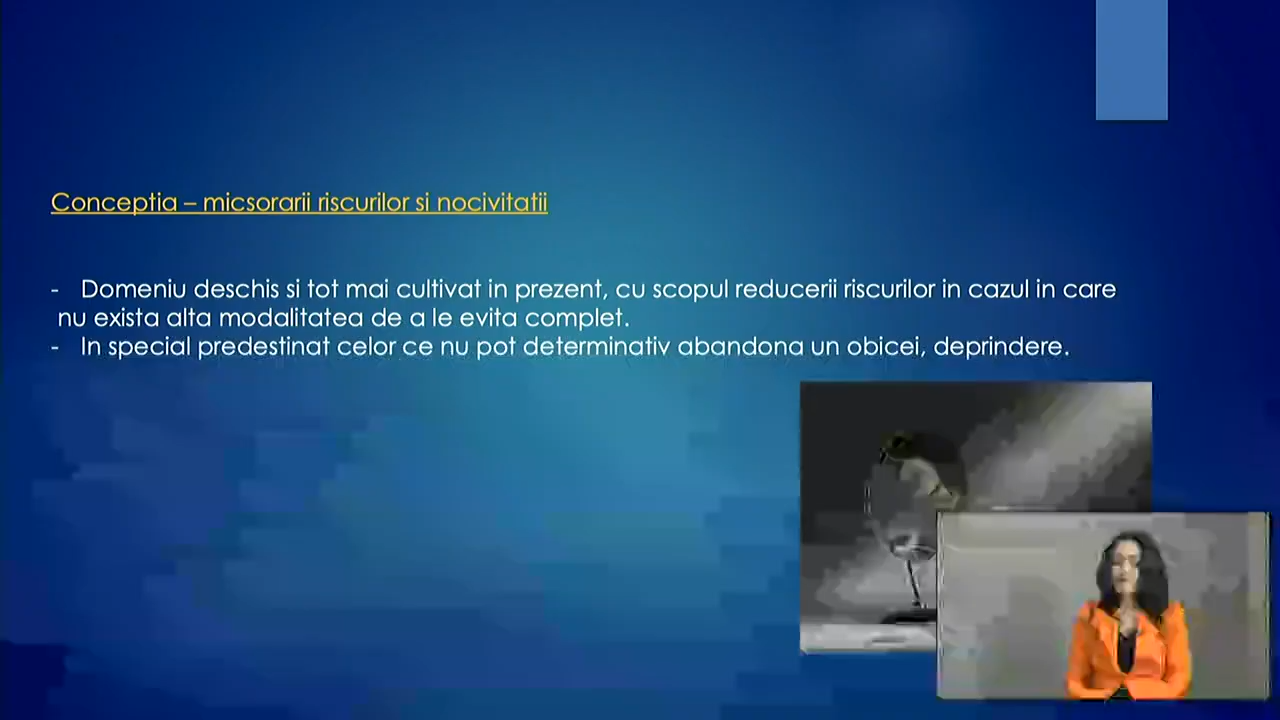 Conceptia – micsorarii riscurilor si nocivitatii
- Domeniu deschis si tot mai cultivat in prezent, cu scopul reducerii riscurilor in cazul in care
nu exista alta modalitatea de a le evita complet.
- In special predestinat celor ce nu pot determinativ abandona un obicei, deprindere.